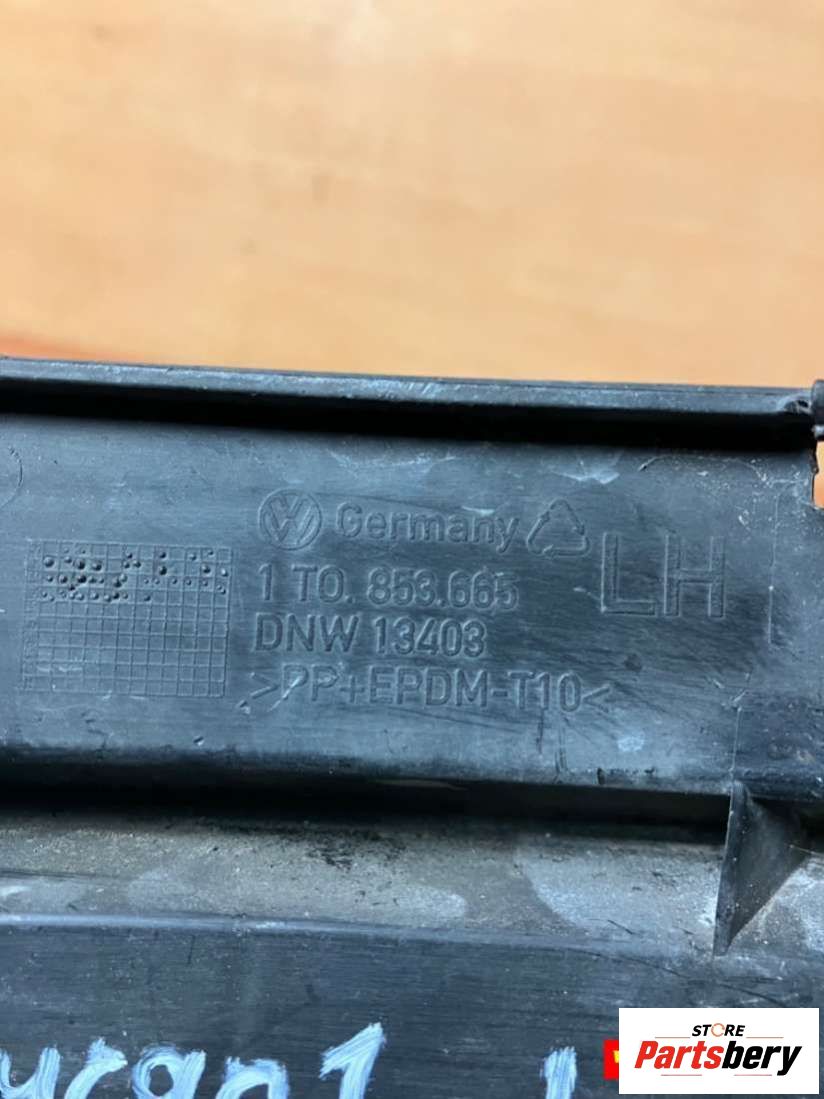 Germany
1 T0. 853.665
LH
DNW 13403
>PP+EPDM-T10<
STORE
Partsbery